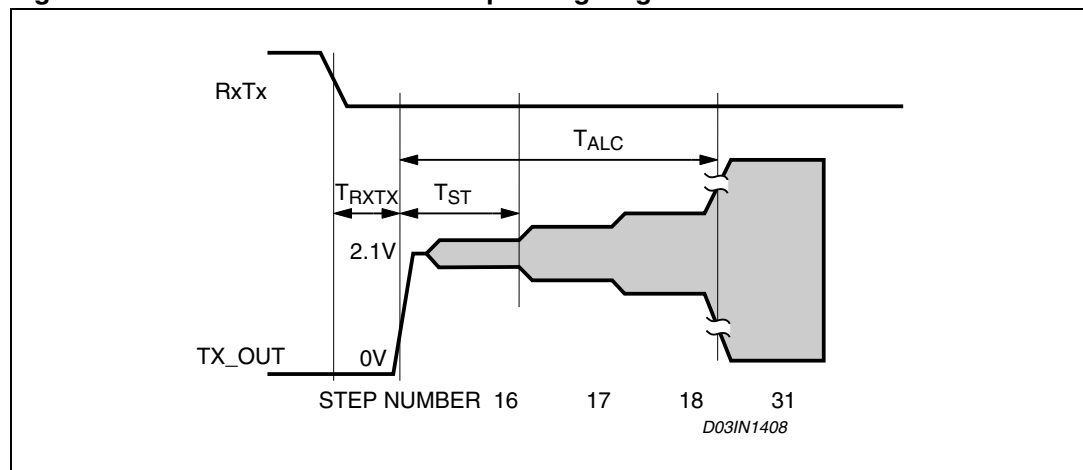 RxTx
TALC
TRXTX
TST
2.1V
TX_OUT
0V
STEP NUMBER 16 17 18 31
D03IN1408